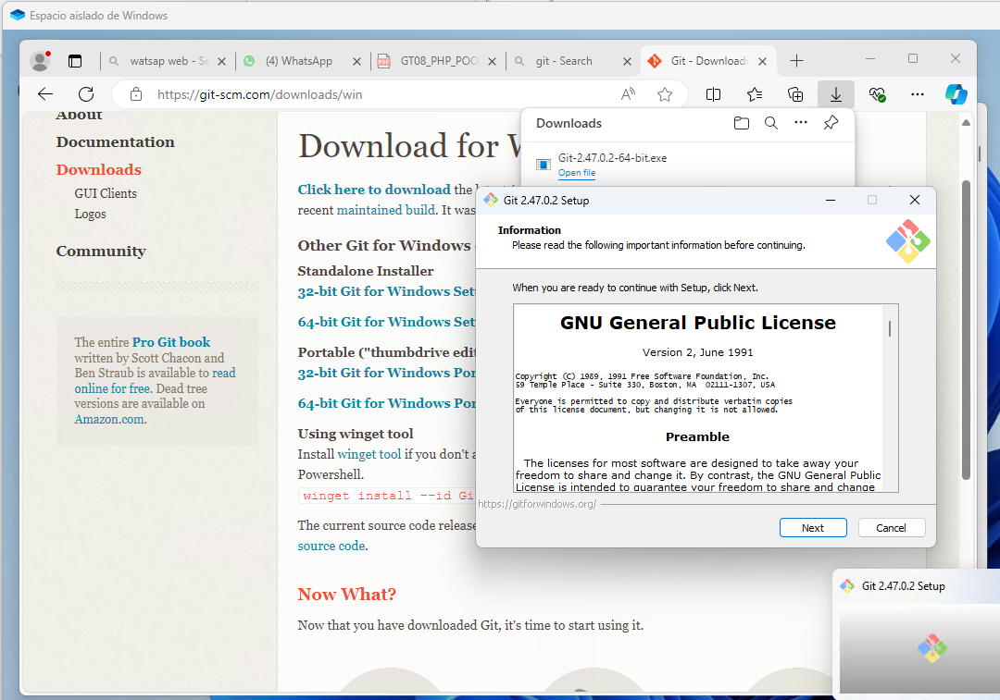 Espacio aislado de Windows
watsap web - Se
(4) WhatsApp
GT08_PHP_POO
git - Search
Git - Downloadi
https://git-scm.com/downloads/win
About
Documentation
Downloads
GUI Clients
Logos
Community
The entire Pro Git book
written by Scott Chacon and
Ben Straub is available to read
online for free. Dead tree
versions are available on
Amazon.com.
Download for W
Click here to download the
recent maintained build. It was
Other Git for Windows
Standalone Installer
32-bit Git for Windows Set
64-bit Git for Windows Set
Portable ("thumbdrive edit
32-bit Git for Windows Por
64-bit Git for Windows Por
Using winget tool
Install winget tool if you don't a
Powershell.
winget install --id Gi
The current source code release
source code.
Now What?
Now that you have downloaded Git, it's time to start using it.
Downloads
Git-2.47.0.2-64-bit.exe
Open file
Git 2.47.0.2 Setup
Information
Please read the following important information before continuing.
When you are ready to continue with Setup, click Next.
GNU General Public License
Version 2, June 1991
Copyright (C) 1989, 1991 Free Software Foundation, Inc.
59 Temple Place - Suite 330, Boston, MA  02111-1307, USA
Everyone is permitted to copy and distribute verbatim copies
of this license document, but changing it is not allowed.
Preamble
The licenses for most software are designed to take away your
freedom to share and change it. By contrast, the GNU General Public
License is intended to guarantee your freedom to share and change
https://gitforwindows.org/
Next
Cancel
Git 2.47.0.2 Setup